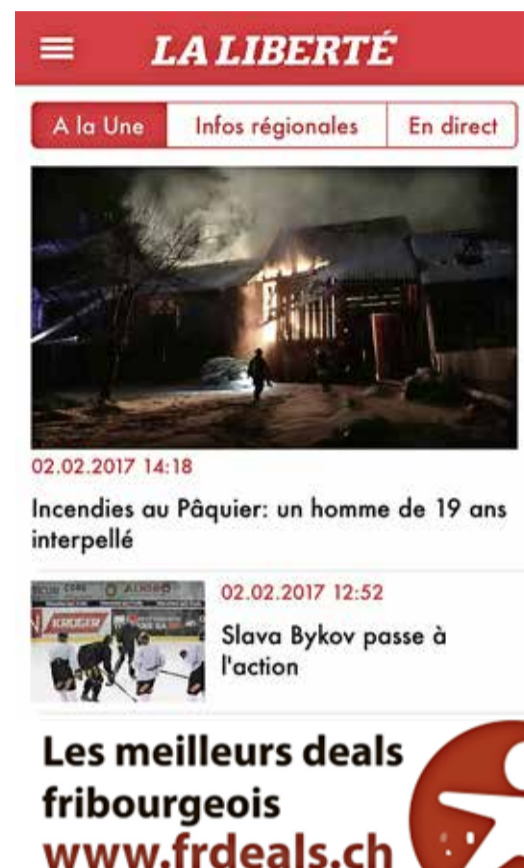 LA LIBERTÉ
A la Une
Infos régionales
En direct
02.02.2017 14:18
Incendies au Pâquier: un homme de 19 ans
interpellé
KRÜGER
02.02.2017 12:52
Slava Bykov passe à
l'action
Les meilleurs deals
fribourgeois
www.frdeals.ch